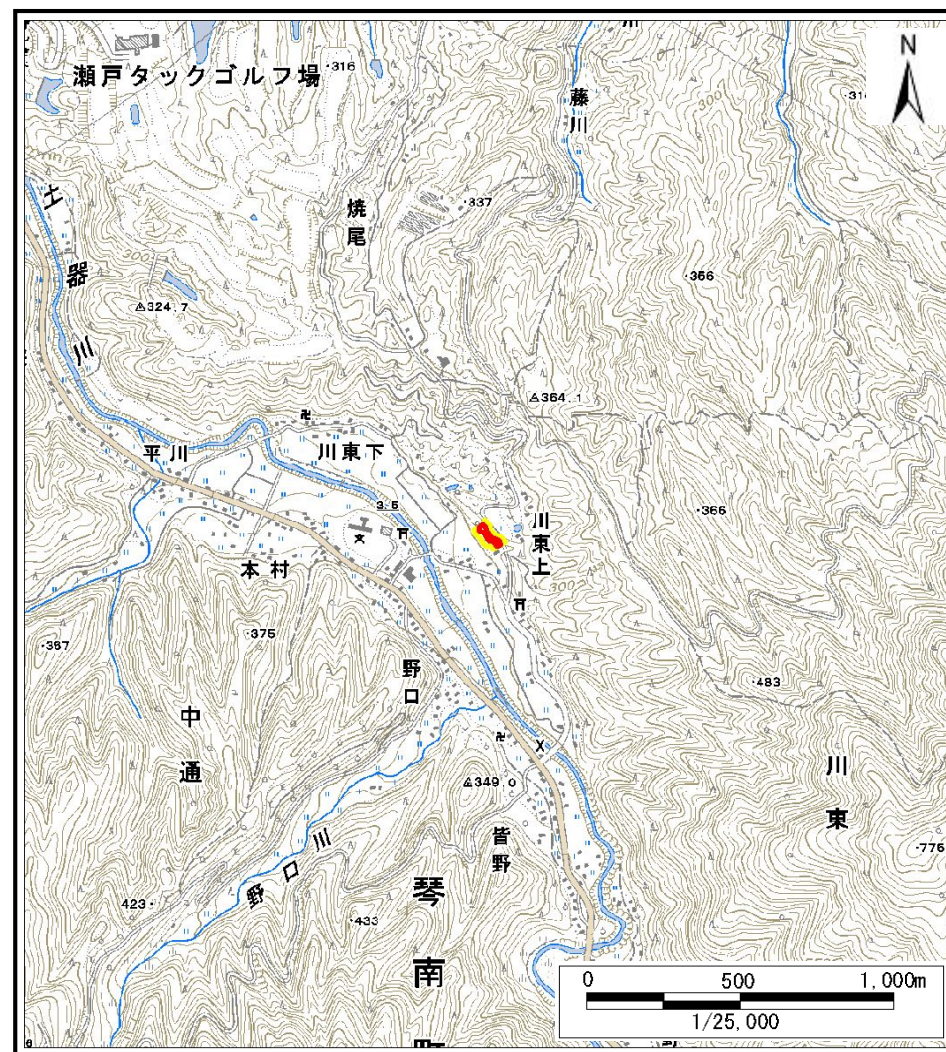 瀬戸タックゴルフ場
・316
藤川
N
焼尾
・337
土器川
・356
324.7
364.1
平川
川東下
3.5
・366
川東上
本村
・375
・367
野口
・483
中通
349.0
川東
皆野
・776
野口川
琴南町
423・
・433
0 500 1,000m
1/25,000